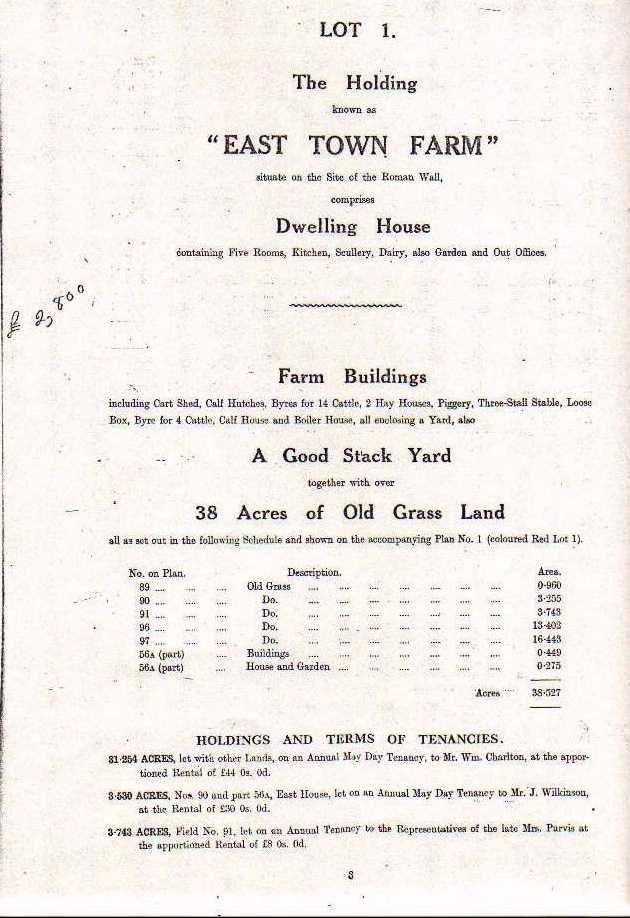 LOT 1.
The Holding
known as
"EAST TOWN FARM"
situate on the Site of the Roman Wall,
comprises
Dwelling House
containing Five Rooms, Kitchen, Scullery, Dairy, also Garden and Out Offices.
£ 2,800
Farm Buildings
including Cart Shed, Calf Hutches, Byres for 14 Cattle, 2 Hay Houses, Piggery, Three-Stall Stable, Loose
Box, Byre for 4 Cattle, Calf House and Boiler House, all enclosing a Yard, also
A Good Stack Yard
together with over
38 Acres of Old Grass Land
all as set out in the following Schedule and shown on the accompanying Plan No. 1 (coloured Red Lot 1).
No. on Plan. Description. Area.
89 .... .... .... Old Grass .... .... .... .... .... .... .... 0·960
90 .... .... .... Do. .... .... .... .... .... .... .... 3·255
91 .... .... .... Do. .... .... .... .... .... .... .... 3·743
96 .... .... .... Do. .... .... .... .... .... .... .... 13·402
97 .... .... .... Do. .... .... .... .... .... .... .... 16·443
56A (part) .... Buildings .... .... .... .... .... .... .... 0·449
56A (part) .... House and Garden .... .... .... .... .... .... 0·275
Acres .... 38·527
HOLDINGS AND TERMS OF TENANCIES.
31·254 ACRES, let with other Lands, on an Annual May Day Tenancy, to Mr. Wm. Charlton, at the appor-
tioned Rental of £44 0s. 0d.
3·530 ACRES, Nos. 90 and part 56A, East House, let on an Annual May Day Tenancy to Mr. J. Wilkinson,
at the Rental of £30 0s. 0d.
3·743 ACRES, Field No. 91, let on an Annual Tenancy to the Representatives of the late Mrs. Purvis at
the apportioned Rental of £8 0s. 0d.
3